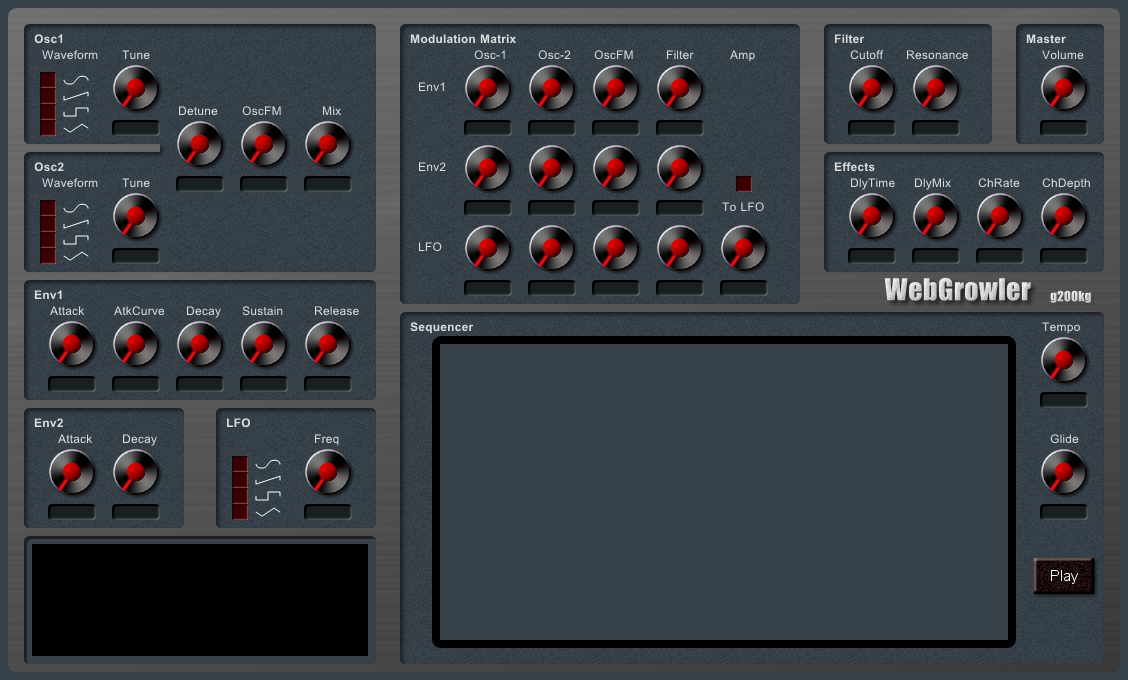 Osc1
Waveform Tune
Detune OscFM Mix
Osc2
Waveform Tune
Env1
Attack AtkCurve Decay Sustain Release
Env2
Attack Decay
LFO
Freq
Modulation Matrix
Osc-1 Osc-2 OscFM Filter Amp
Env1
Env2
To LFO
LFO
Filter
Cutoff Resonance
Master
Volume
Effects
DlyTime DlyMix ChRate ChDepth
WebGrowler g200kg
Sequencer
Tempo
Glide
Play